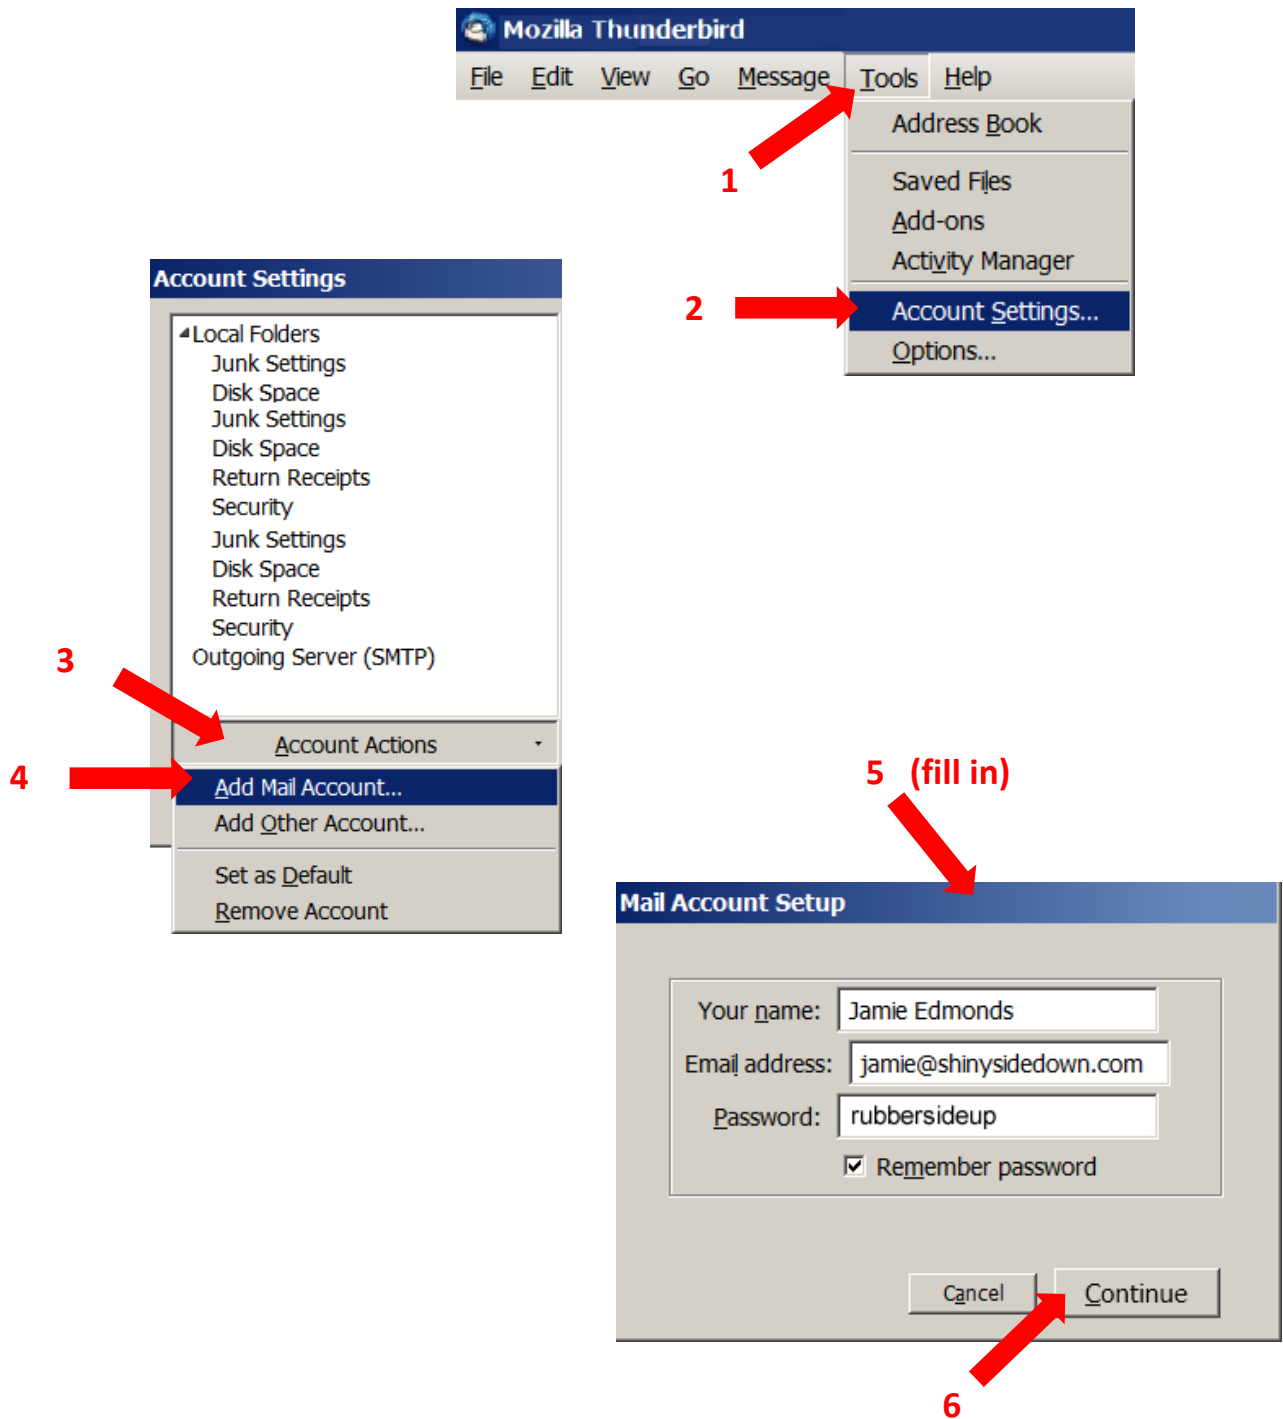 Mozilla Thunderbird
File Edit View Go Message Tools Help
Address Book
1
Saved Files
Add-ons
Activity Manager
2
Account Settings...
Options...
Account Settings
Local Folders
Junk Settings
Disk Space
Junk Settings
Disk Space
Return Receipts
Security
Junk Settings
Disk Space
Return Receipts
Security
Outgoing Server (SMTP)
3
Account Actions
4
Add Mail Account...
Add Other Account...
Set as Default
Remove Account
5 (fill in)
Mail Account Setup
Your name: Jamie Edmonds
Email address: jamie@shinysidedown.com
Password: rubbersideup
Remember password
Cancel Continue
6